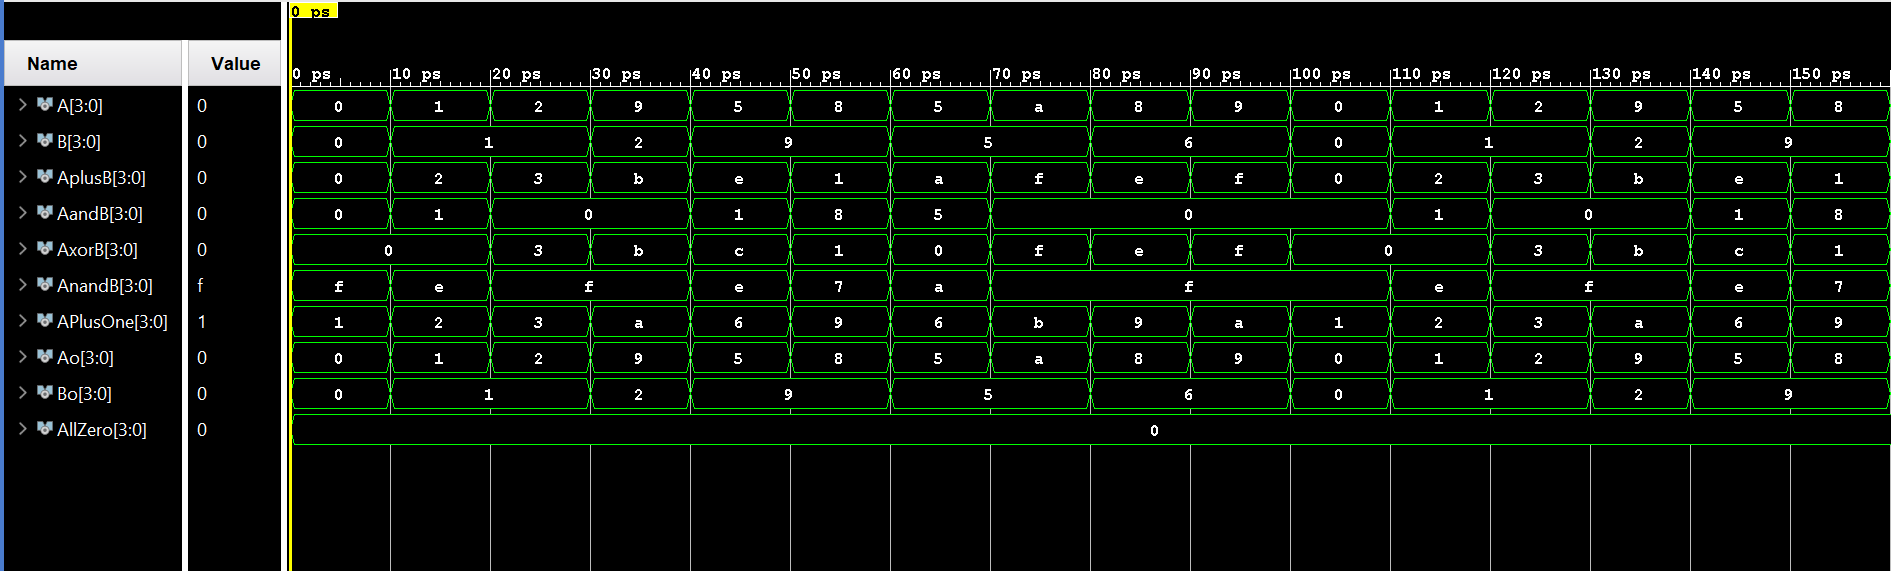 0 ps
Name Value
0 ps 10 ps 20 ps 30 ps 40 ps 50 ps 60 ps 70 ps 80 ps 90 ps 100 ps 110 ps 120 ps 130 ps 140 ps 150 ps
A[3:0] 0 0 1 2 9 5 8 5 a 8 9 0 1 2 9 5 8
B[3:0] 0 0 1 2 9 5 6 0 1 2 9
AplusB[3:0] 0 0 2 3 b e 1 a f e f 0 2 3 b e 1
AandB[3:0] 0 0 1 0 1 8 5 0 1 0 1 8
AxorB[3:0] 0 0 3 b c 1 0 f e f 0 3 b c 1
AnandB[3:0] f f e f e 7 a f e f e 7
APlusOne[3:0] 1 1 2 3 a 6 9 6 b 9 a 1 2 3 a 6 9
Ao[3:0] 0 0 1 2 9 5 8 5 a 8 9 0 1 2 9 5 8
Bo[3:0] 0 0 1 2 9 5 6 0 1 2 9
AllZero[3:0] 0 0